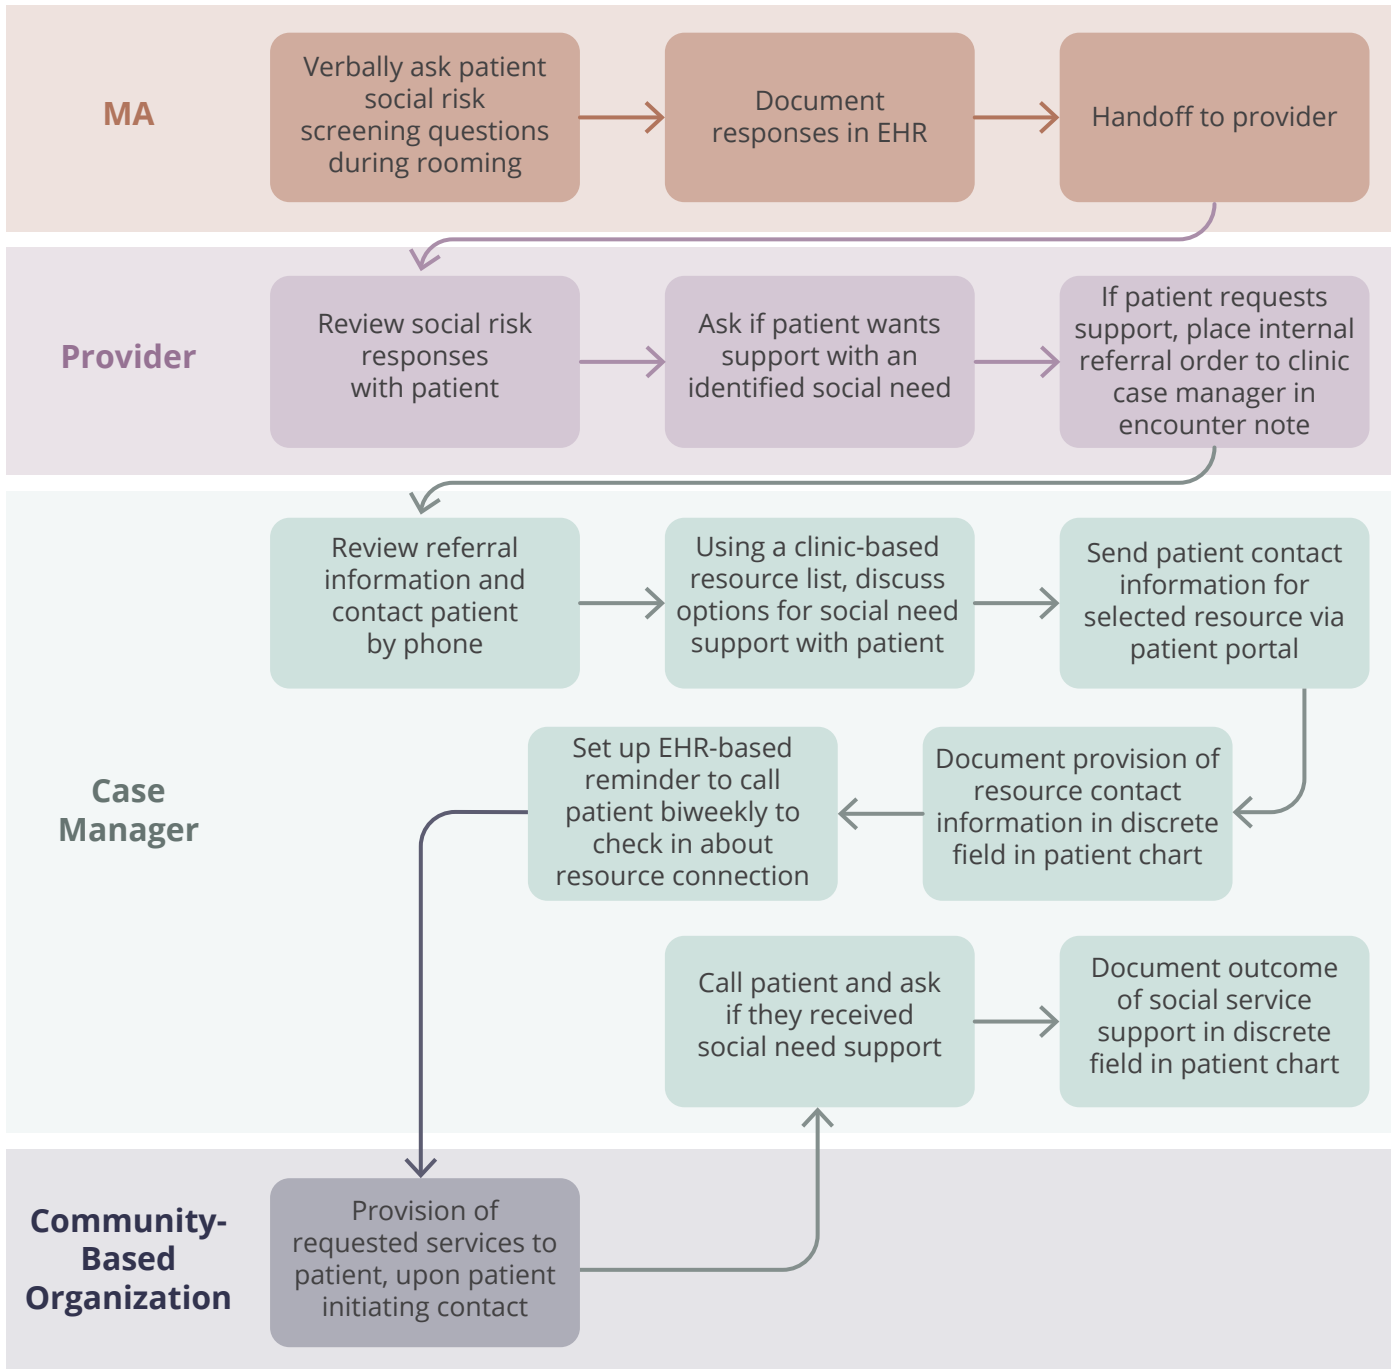 MA
Verbally ask patient
social risk
screening questions
during rooming
Document
responses in EHR
Handoff to provider
Provider
Review social risk
responses
with patient
Ask if patient wants
support with an
identified social need
If patient requests
support, place internal
referral order to clinic
case manager in
encounter note
Case
Manager
Review referral
information and
contact patient
by phone
Using a clinic-based
resource list, discuss
options for social need
support with patient
Send patient contact
information for
selected resource via
patient portal
Document provision of
resource contact
information in discrete
field in patient chart
Set up EHR-based
reminder to call
patient biweekly to
check in about
resource connection
Call patient and ask
if they received
social need support
Document outcome
of social service
support in discrete
field in patient chart
Community-
Based
Organization
Provision of
requested services to
patient, upon patient
initiating contact